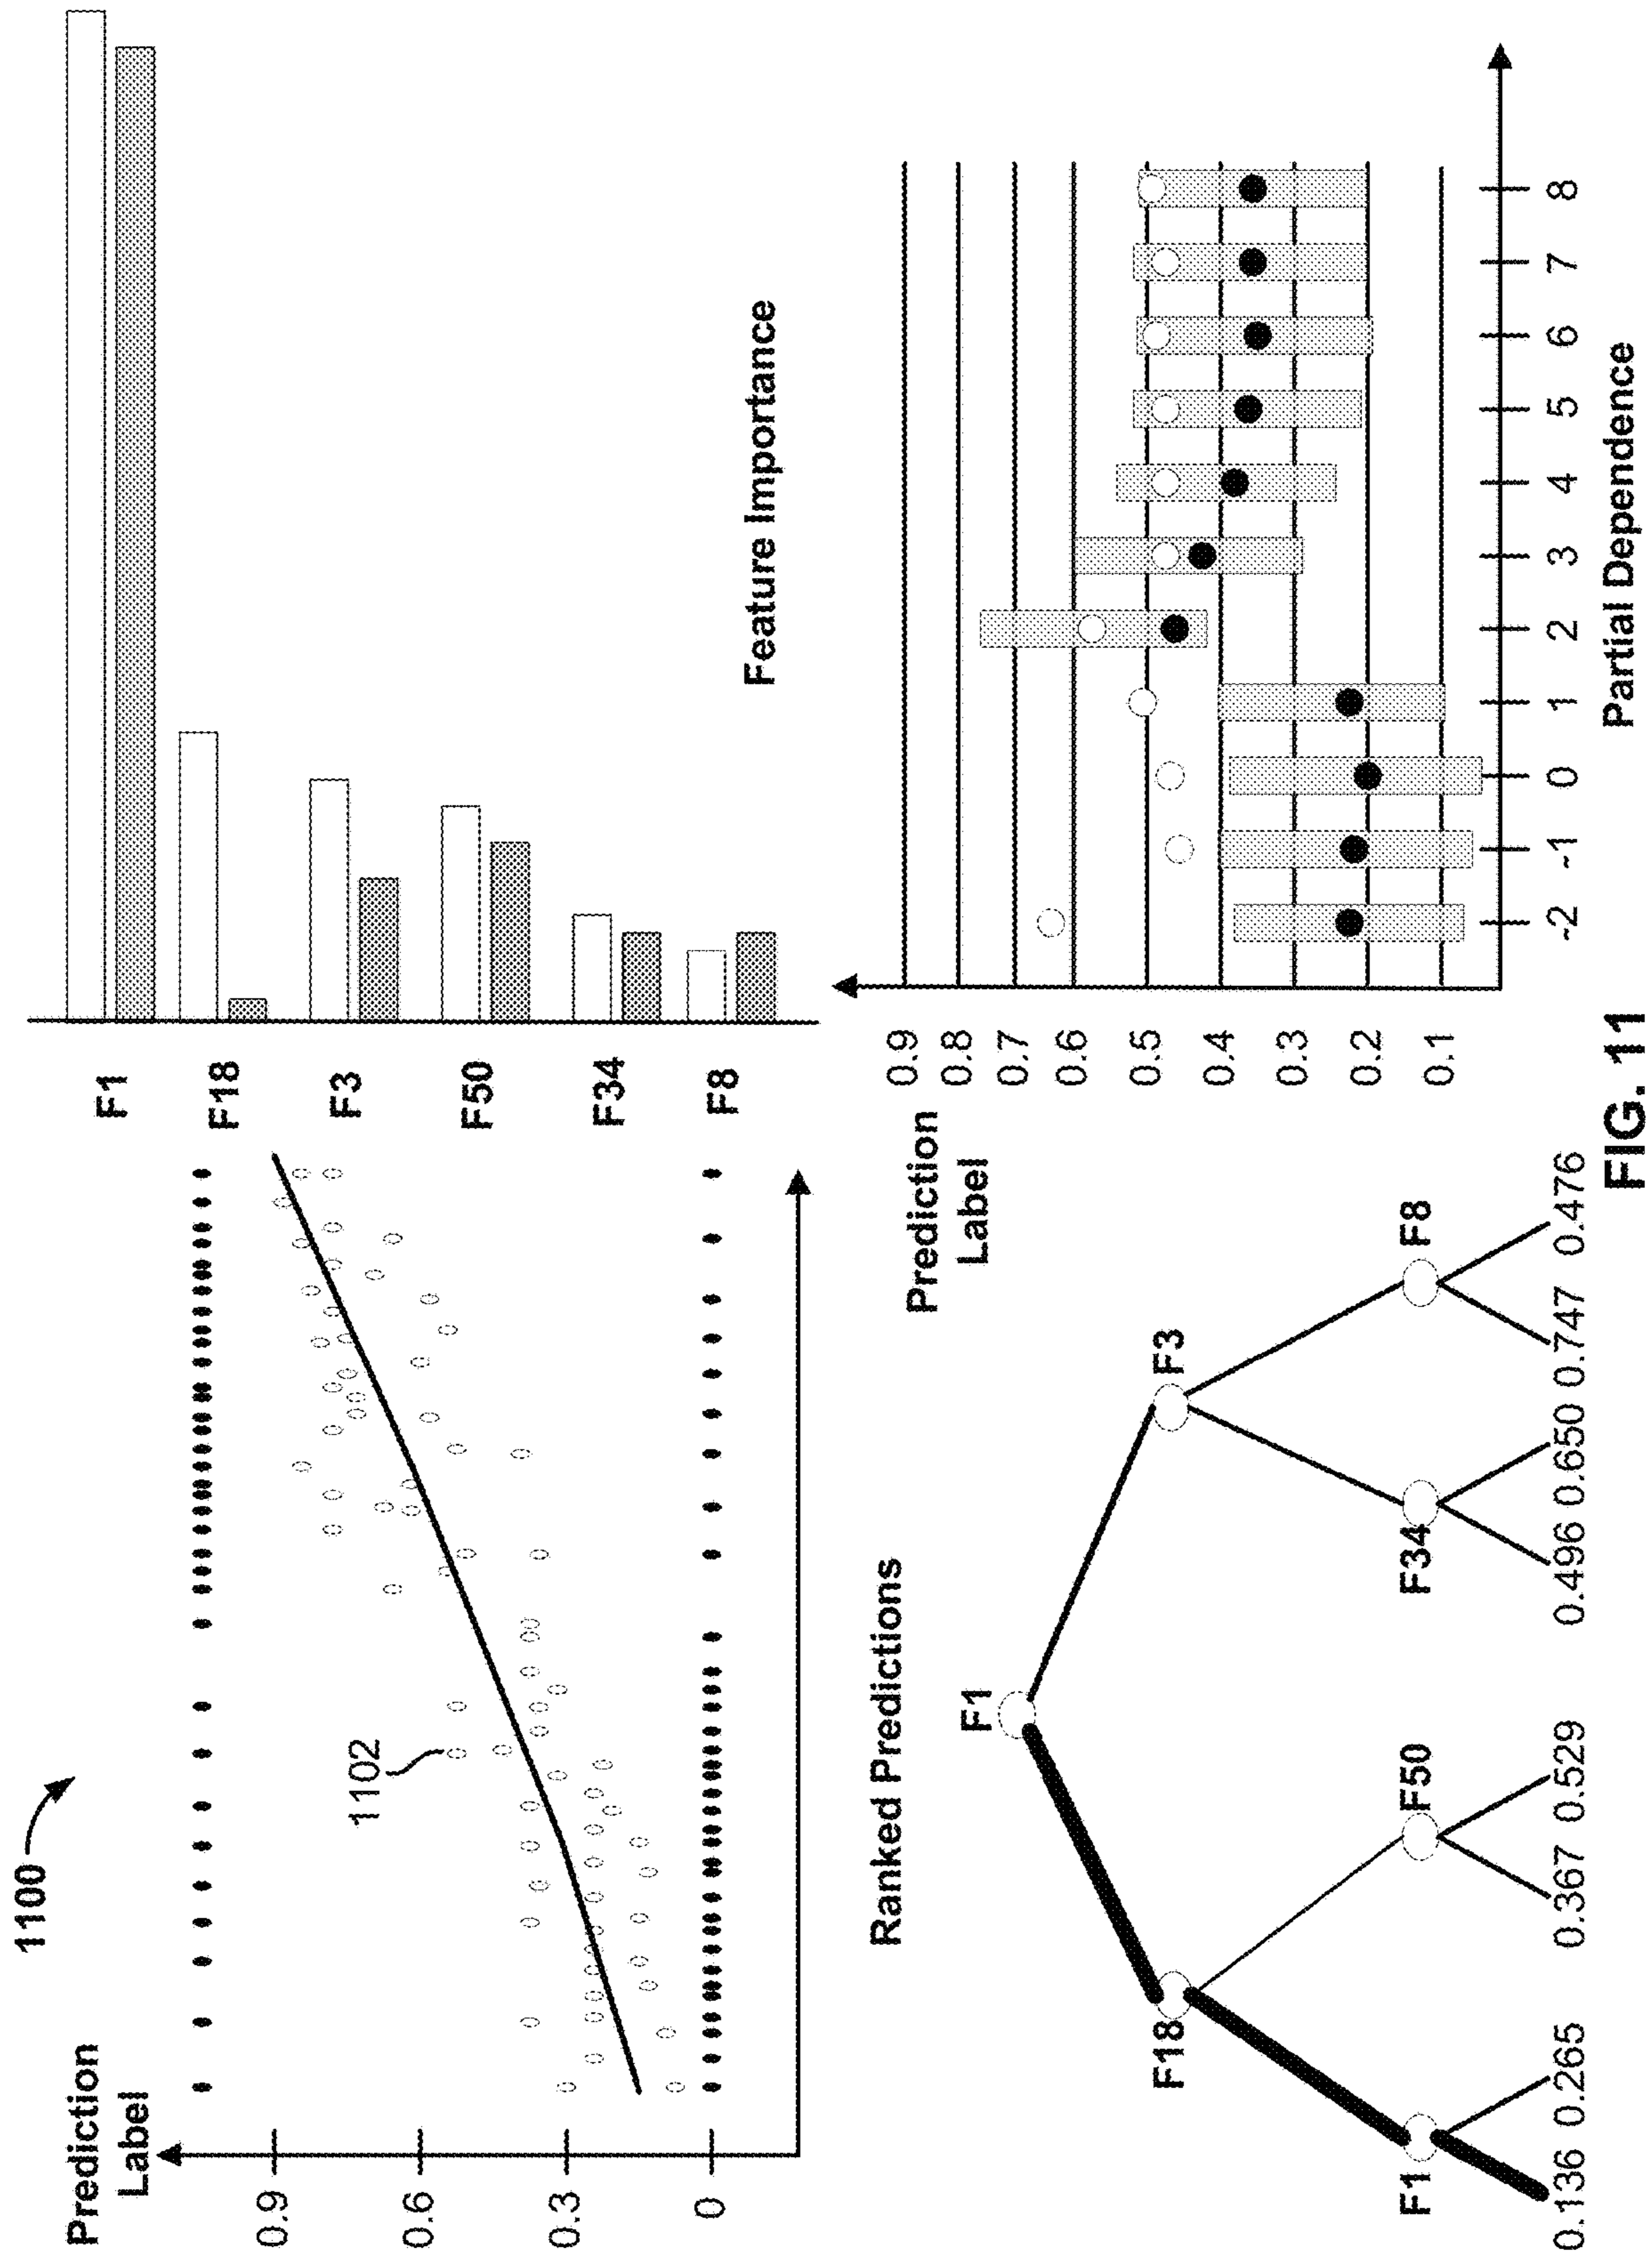 1100
Prediction
Label
0.9
0.6
0.3
0
1102
Ranked Predictions
F1
F18
F3
F50
F34
F8
Feature Importance
F1
F18
F3
F1
F50
F34
F8
0.136 0.265 0.367 0.529 0.496 0.650 0.747 0.476
Prediction
Label
0.9
0.8
0.7
0.6
0.5
0.4
0.3
0.2
0.1
-2 -1 0 1 2 3 4 5 6 7 8
Partial Dependence
FIG. 11